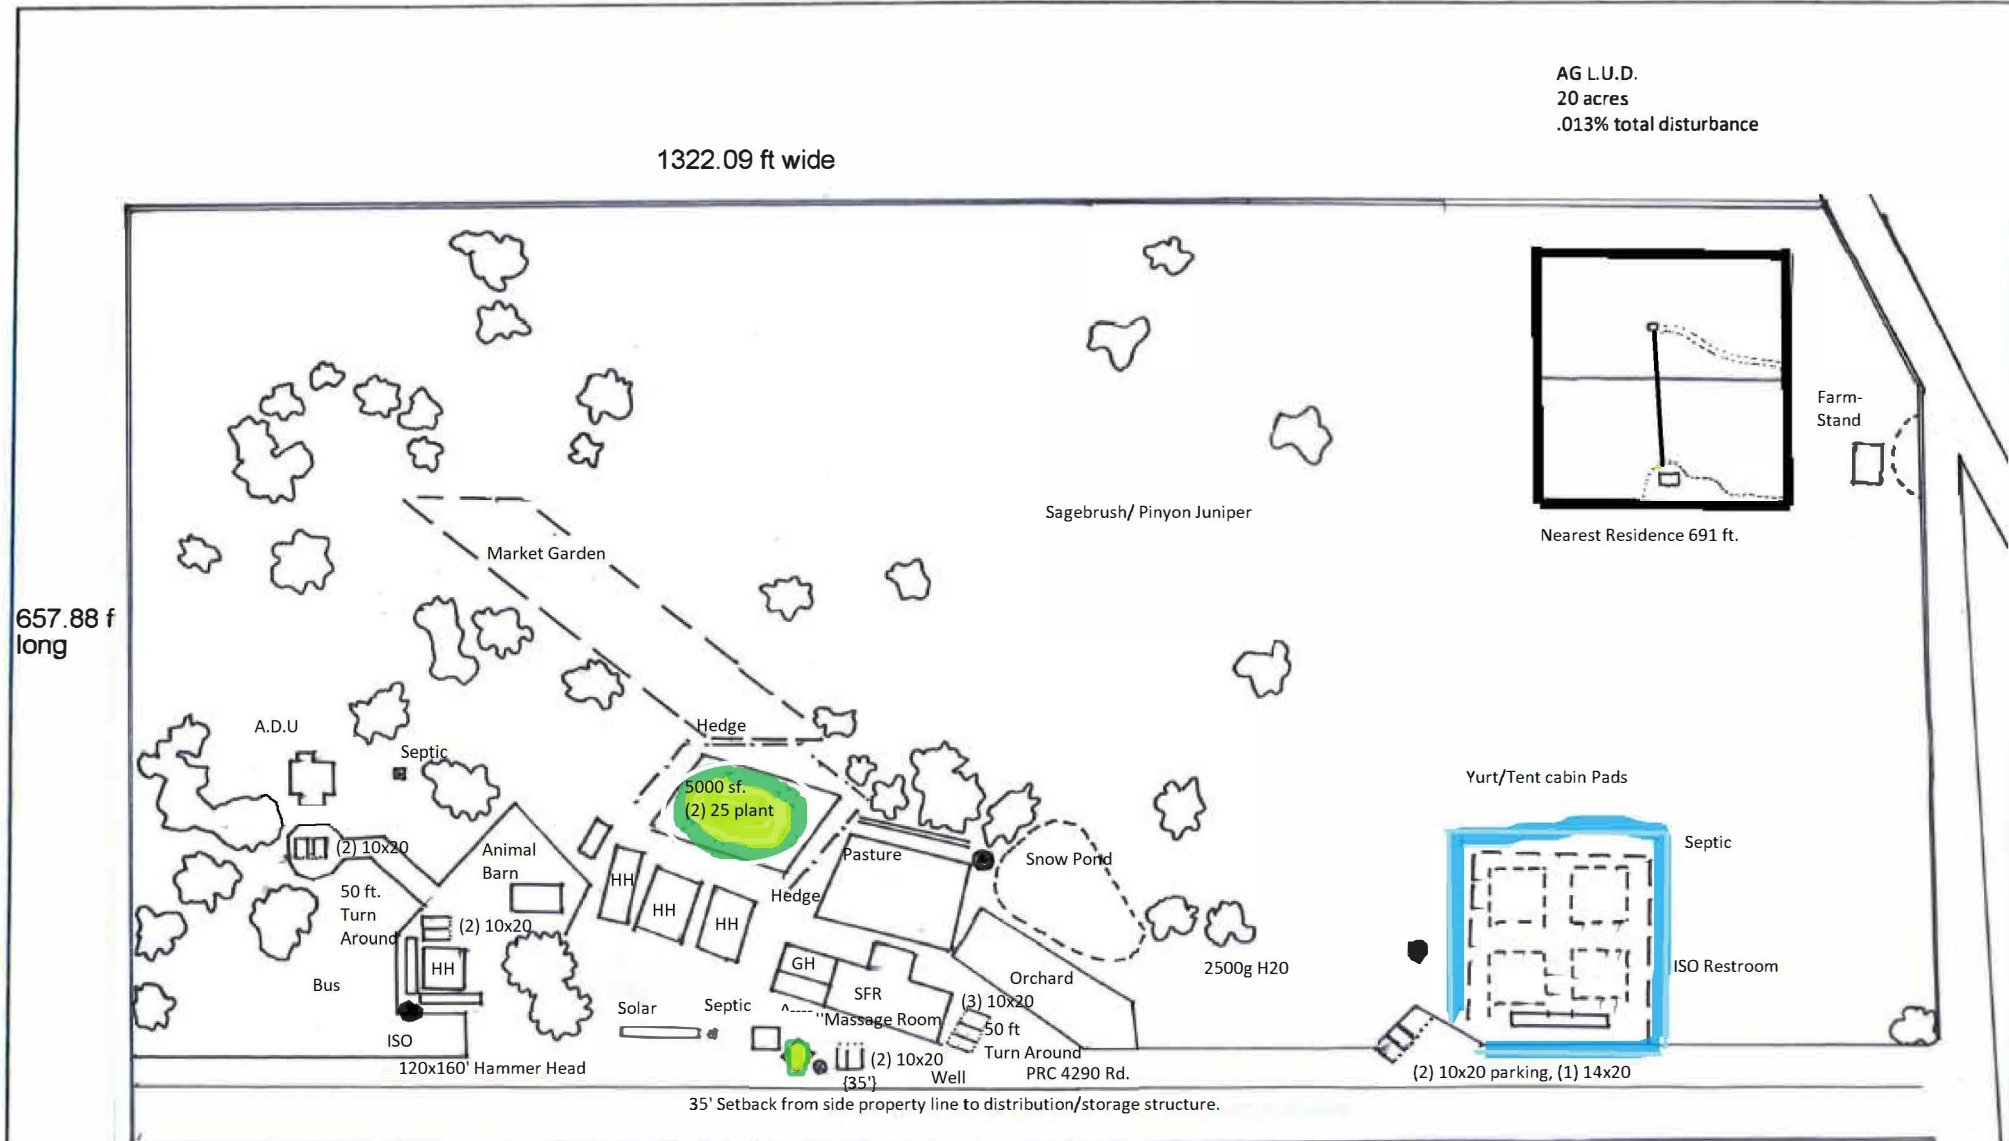 AG L.U.D.
20 acres
.013% total disturbance
1322.09 ft wide
Farm-
Stand
Sagebrush/ Pinyon Juniper
Nearest Residence 691 ft.
Market Garden
657.88 f
long
Hedge
A.D.U
Septic
Yurt/Tent cabin Pads
5000 sf.
(2) 25 plant
Septic
(2) 10x20
Animal
Barn
Pasture
Snow Pond
HH
50 ft.
Turn
Around
Hedge
HH
HH
(2) 10x20
HH
GH
2500g H20
ISO Restroom
Bus
Orchard
SFR
Solar
Septic
(3) 10x20
"Massage Room
50 ft
Turn Around
ISO
(2) 10x20
120x160' Hammer Head
Well
PRC 4290 Rd.
(2) 10x20 parking, (1) 14x20
{35'}
35' Setback from side property line to distribution/storage structure.